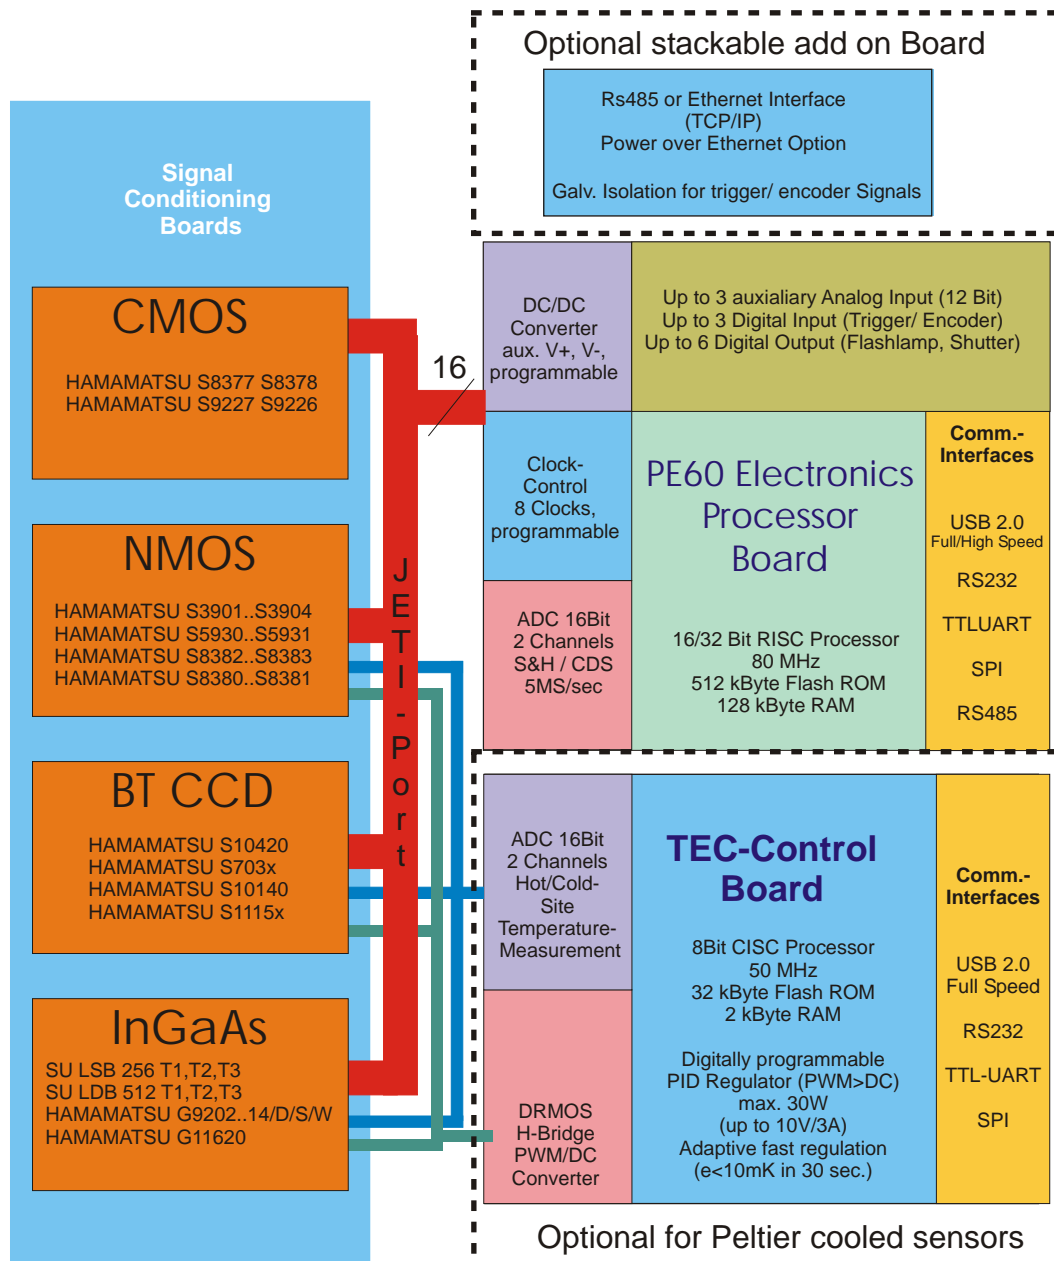 Optional stackable add on Board
Rs485 or Ethernet Interface
(TCP/IP)
Power over Ethernet Option
Galv. Isolation for trigger/ encoder Signals
Signal
Conditioning
Boards
CMOS
HAMAMATSU S8377 S8378
HAMAMATSU S9227 S9226
NMOS
HAMAMATSU S3901..S3904
HAMAMATSU S5930..S5931
HAMAMATSU S8382..S8383
HAMAMATSU S8380..S8381
BT CCD
HAMAMATSU S10420
HAMAMATSU S703x
HAMAMATSU S10140
HAMAMATSU S1115x
InGaAs
SU LSB 256 T1,T2,T3
SU LDB 512 T1,T2,T3
HAMAMATSU G9202..14/D/S/W
HAMAMATSU G11620
JETI-Port
16
DC/DC
Converter
aux. V+, V-,
programmable
Up to 3 auxialiary Analog Input (12 Bit)
Up to 3 Digital Input (Trigger/ Encoder)
Up to 6 Digital Output (Flashlamp, Shutter)
Clock-
Control
8 Clocks,
programmable
ADC 16Bit
2 Channels
S&H / CDS
5MS/sec
PE60 Electronics
Processor
Board
16/32 Bit RISC Processor
80 MHz
512 kByte Flash ROM
128 kByte RAM
Comm.-
Interfaces
USB 2.0
Full/High Speed
RS232
TTLUART
SPI
RS485
ADC 16Bit
2 Channels
Hot/Cold-
Site
Temperature-
Measurement
DRMOS
H-Bridge
PWM/DC
Converter
TEC-Control
Board
8Bit CISC Processor
50 MHz
32 kByte Flash ROM
2 kByte RAM
Digitally programmable
PID Regulator (PWM>DC)
max. 30W
(up to 10V/3A)
Adaptive fast regulation
(e<10mK in 30 sec.)
Comm.-
Interfaces
USB 2.0
Full Speed
RS232
TTL-UART
SPI
Optional for Peltier cooled sensors